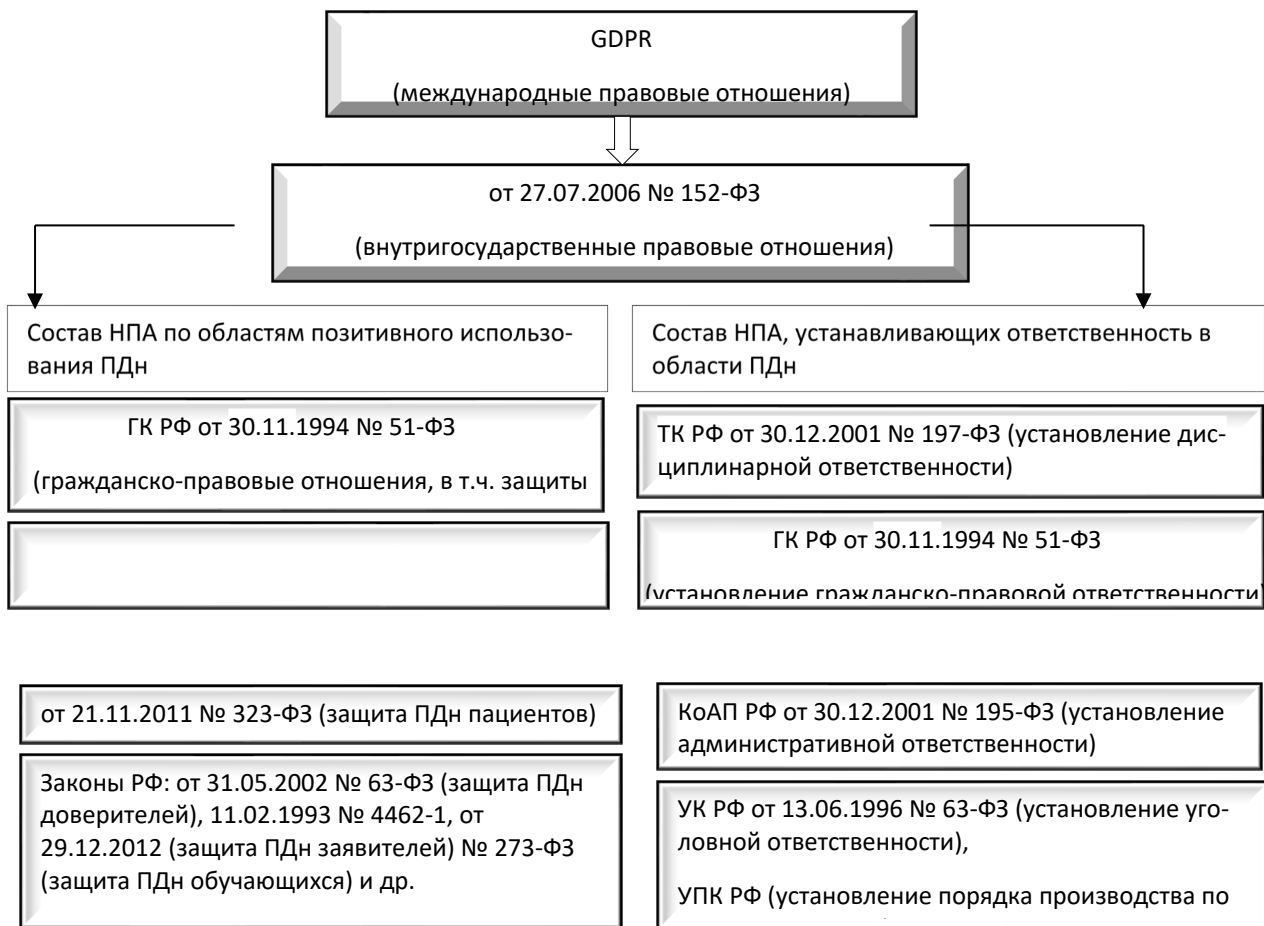 GDPR
(международные правовые отношения)
от 27.07.2006 № 152-ФЗ
(внутригосударственные правовые отношения)
Состав НПА по областям позитивного использо-
вания ПДн
ГК РФ от 30.11.1994 № 51-ФЗ
(гражданско-правовые отношения, в т.ч. защиты
от 21.11.2011 № 323-ФЗ (защита ПДн пациентов)
Законы РФ: от 31.05.2002 № 63-ФЗ (защита ПДн
доверителей), 11.02.1993 № 4462-1, от
29.12.2012 (защита ПДн заявителей) № 273-ФЗ
(защита ПДн обучающихся) и др.
Состав НПА, устанавливающих ответственность в
области ПДн
ТК РФ от 30.12.2001 № 197-ФЗ (установление дис-
циплинарной ответственности)
ГК РФ от 30.11.1994 № 51-ФЗ
(установление гражданско-правовой ответственности)
КоАП РФ от 30.12.2001 № 195-ФЗ (установление
административной ответственности)
УК РФ от 13.06.1996 № 63-ФЗ (установление уго-
ловной ответственности),
УПК РФ (установление порядка производства по